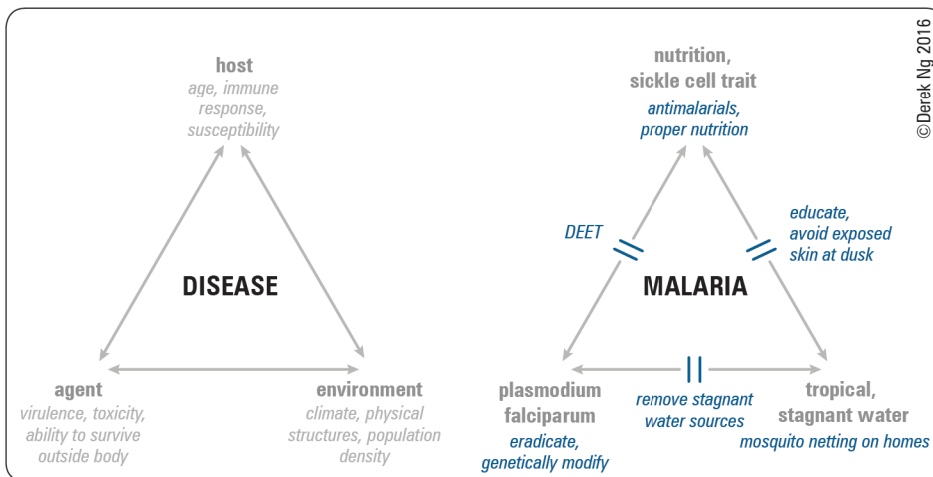 host
age, immune
response,
susceptibility
DISEASE
agent
virulence, toxicity,
ability to survive
outside body
environment
climate, physical
structures, population
density
nutrition,
sickle cell trait
antimalarials,
proper nutrition
DEET
educate,
avoid exposed
skin at dusk
MALARIA
plasmodium
falciparum
eradicate,
genetically modify
remove stagnant
water sources
tropical,
stagnant water
mosquito netting on homes
©Derek Ng 2016